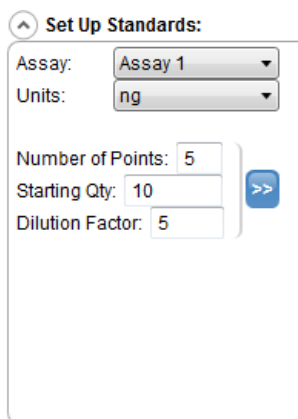 Set Up Standards:
Assay: Assay 1
Units: ng
Number of Points: 5
Starting Qty: 10
>>
Dilution Factor: 5